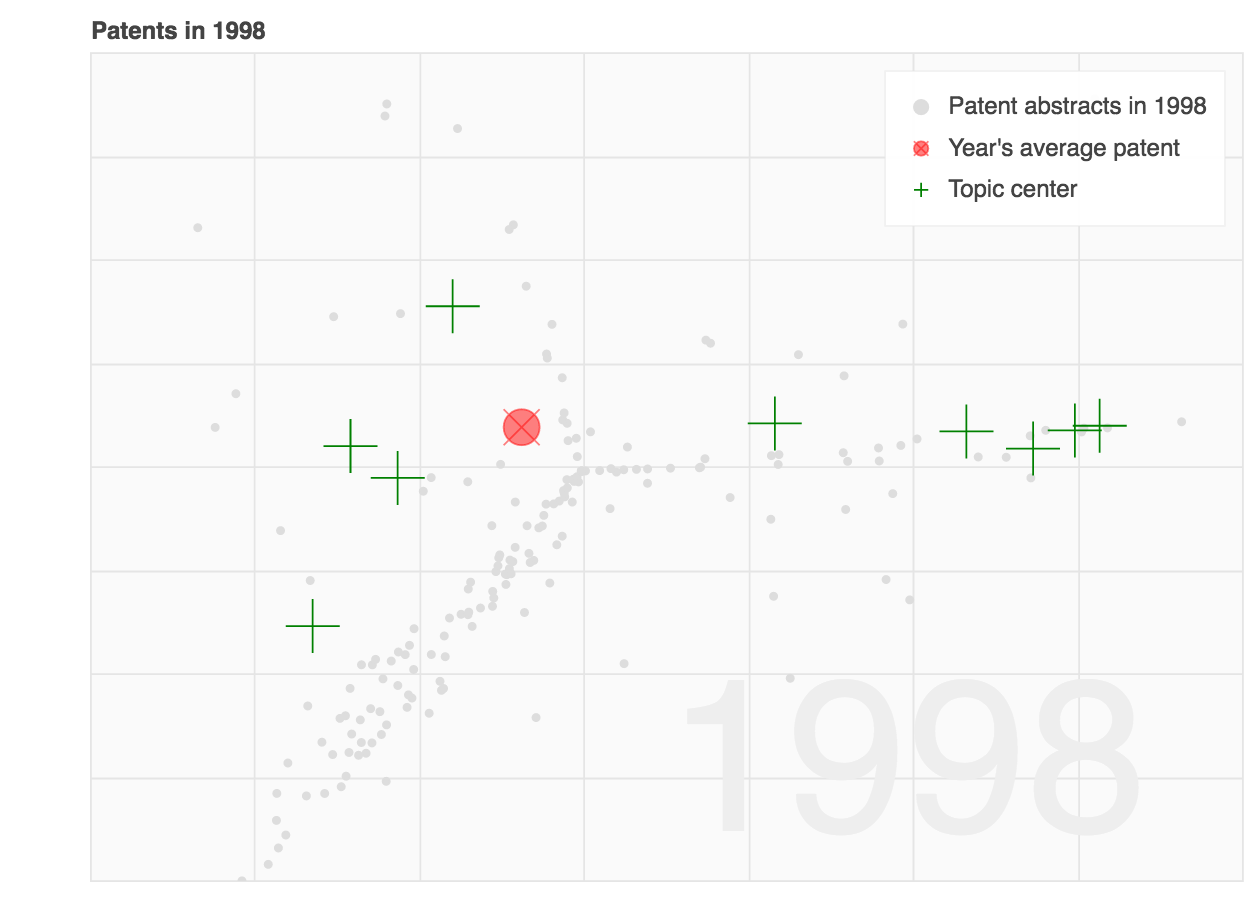 Patents in 1998
Patent abstracts in 1998
Year's average patent
Topic center
1998